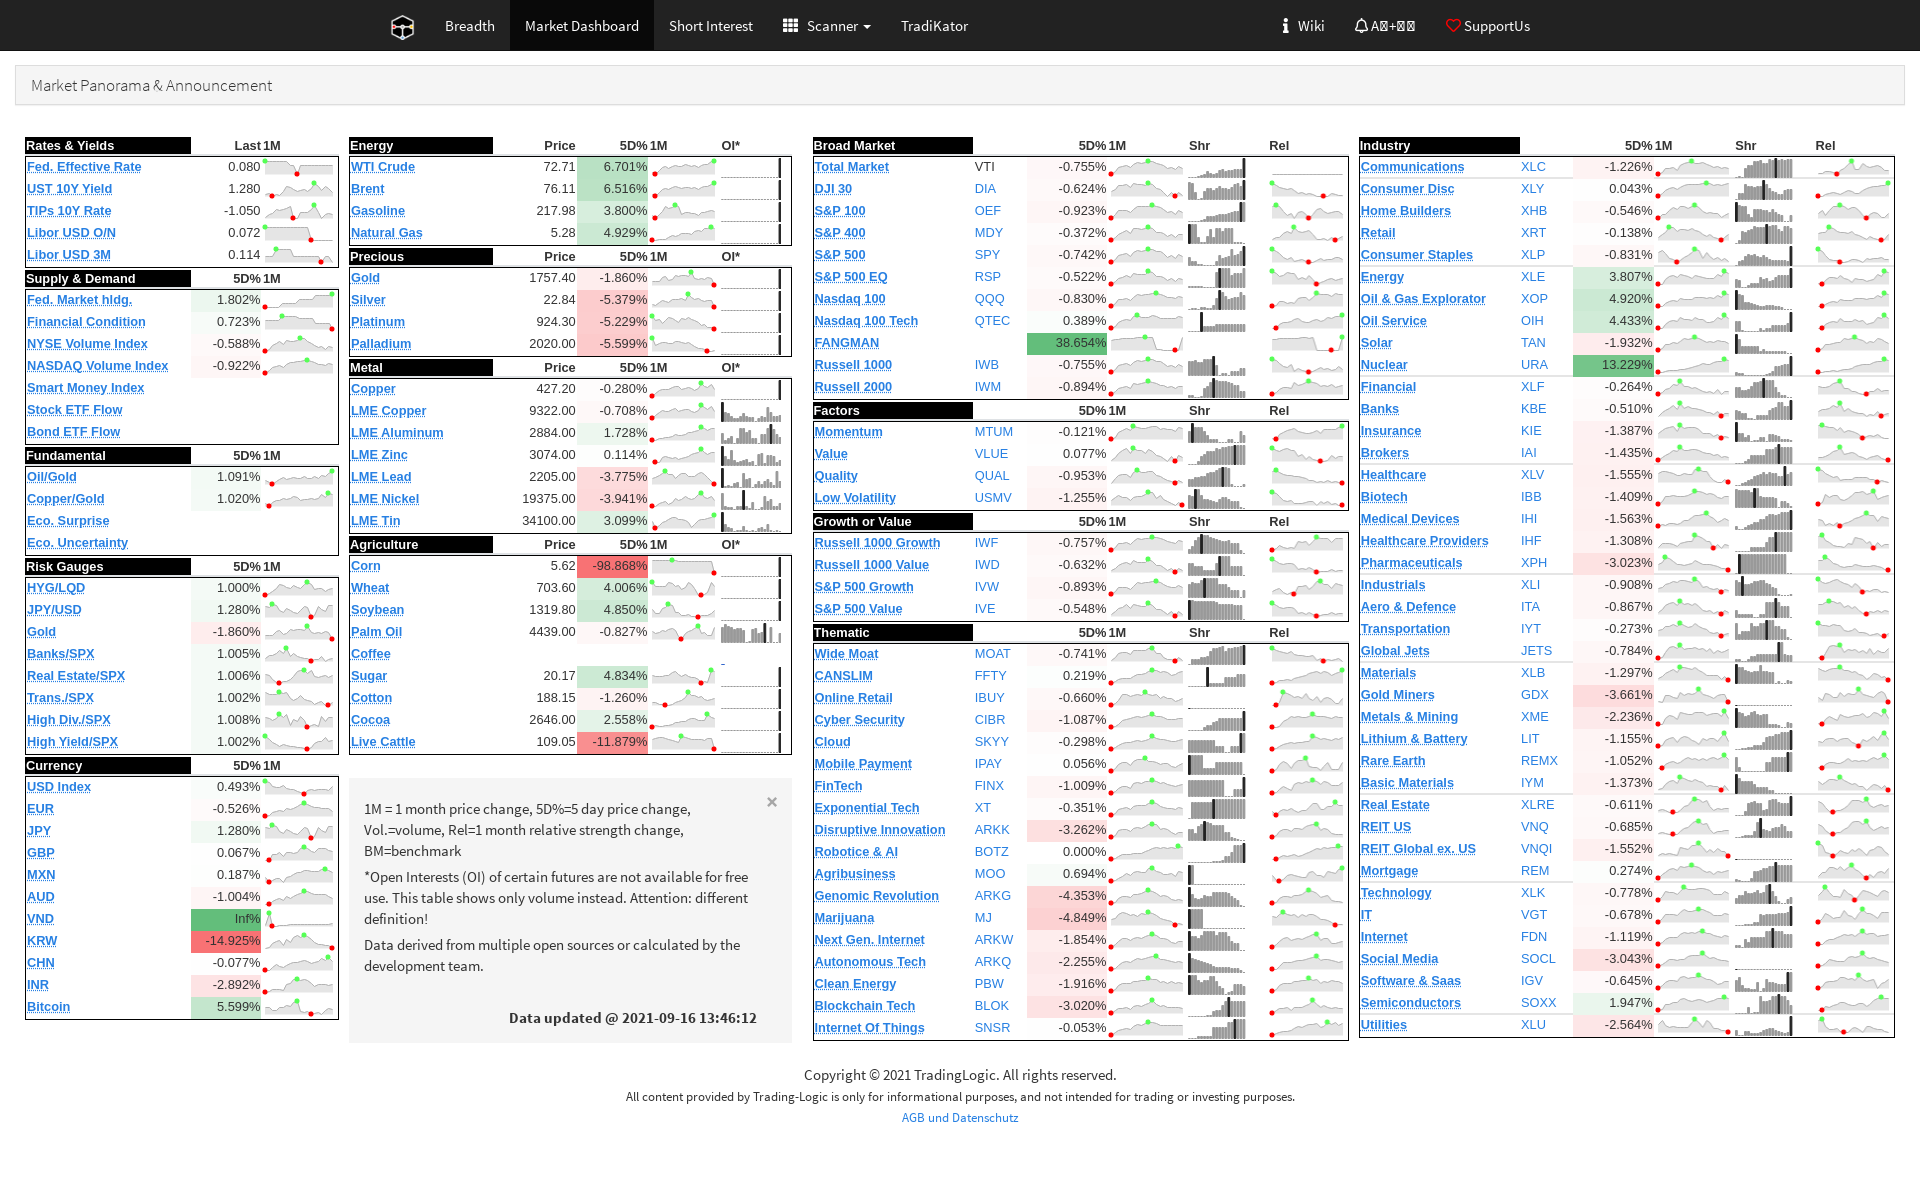 Breadth Market Dashboard Short Interest Scanner TradiKator Wiki SupportUs
Market Panorama & Announcement
Rates & Yields Last 1M
Fed. Effective Rate 0.080
UST 10Y Yield 1.280
TIPs 10Y Rate -1.050
Libor USD O/N 0.072
Libor USD 3M 0.114
Supply & Demand 5D% 1M
Fed. Market hldg. 1.802%
Financial Condition 0.723%
NYSE Volume Index -0.588%
NASDAQ Volume Index -0.922%
Smart Money Index
Stock ETF Flow
Bond ETF Flow
Fundamental 5D% 1M
Oil/Gold 1.091%
Copper/Gold 1.020%
Eco. Surprise
Eco. Uncertainty
Risk Gauges 5D% 1M
HYG/LQD 1.000%
JPY/USD 1.280%
Gold -1.860%
Banks/SPX 1.005%
Real Estate/SPX 1.006%
Trans./SPX 1.002%
High Div./SPX 1.008%
High Yield/SPX 1.002%
Currency 5D% 1M
USD Index 0.493%
EUR -0.526%
JPY 1.280%
GBP 0.067%
MXN 0.187%
AUD -1.004%
VND Inf%
KRW -14.925%
CHN -0.077%
INR -2.892%
Bitcoin 5.599%
Energy Price 5D% 1M OI*
WTI Crude 72.71 6.701%
Brent 76.11 6.516%
Gasoline 217.98 3.800%
Natural Gas 5.28 4.929%
Precious Price 5D% 1M OI*
Gold 1757.40 -1.860%
Silver 22.84 -5.379%
Platinum 924.30 -5.229%
Palladium 2020.00 -5.599%
Metal Price 5D% 1M OI*
Copper 427.20 -0.280%
LME Copper 9322.00 -0.708%
LME Aluminum 2884.00 1.728%
LME Zinc 3074.00 0.114%
LME Lead 2205.00 -3.775%
LME Nickel 19375.00 -3.941%
LME Tin 34100.00 3.099%
Agriculture Price 5D% 1M OI*
Corn 5.62 -98.868%
Wheat 703.60 4.006%
Soybean 1319.80 4.850%
Palm Oil 4439.00 -0.827%
Coffee -
Sugar 20.17 4.834%
Cotton 188.15 -1.260%
Cocoa 2646.00 2.558%
Live Cattle 109.05 -11.879%
×
1M = 1 month price change, 5D%=5 day price change,
Vol.=volume, Rel=1 month relative strength change,
BM=benchmark
*Open Interests (OI) of certain futures are not available for free
use. This table shows only volume instead. Attention: different
definition!
Data derived from multiple open sources or calculated by the
development team.
Data updated @ 2021-09-16 13:46:12
Broad Market 5D% 1M Shr Rel
Total Market VTI -0.755%
DJI 30 DIA -0.624%
S&P 100 OEF -0.923%
S&P 400 MDY -0.372%
S&P 500 SPY -0.742%
S&P 500 EQ RSP -0.522%
Nasdaq 100 QQQ -0.830%
Nasdaq 100 Tech QTEC 0.389%
FANGMAN 38.654%
Russell 1000 IWB -0.755%
Russell 2000 IWM -0.894%
Factors 5D% 1M Shr Rel
Momentum MTUM -0.121%
Value VLUE 0.077%
Quality QUAL -0.953%
Low Volatility USMV -1.255%
Growth or Value 5D% 1M Shr Rel
Russell 1000 Growth IWF -0.757%
Russell 1000 Value IWD -0.632%
S&P 500 Growth IVW -0.893%
S&P 500 Value IVE -0.548%
Thematic 5D% 1M Shr Rel
Wide Moat MOAT -0.741%
CANSLIM FFTY 0.219%
Online Retail IBUY -0.660%
Cyber Security CIBR -1.087%
Cloud SKYY -0.298%
Mobile Payment IPAY 0.056%
FinTech FINX -1.009%
Exponential Tech XT -0.351%
Disruptive Innovation ARKK -3.262%
Robotice & AI BOTZ 0.000%
Agribusiness MOO 0.694%
Genomic Revolution ARKG -4.353%
Marijuana MJ -4.849%
Next Gen. Internet ARKW -1.854%
Autonomous Tech ARKQ -2.255%
Clean Energy PBW -1.916%
Blockchain Tech BLOK -3.020%
Internet Of Things SNSR -0.053%
Industry 5D% 1M Shr Rel
Communications XLC -1.226%
Consumer Disc XLY 0.043%
Home Builders XHB -0.546%
Retail XRT -0.138%
Consumer Staples XLP -0.831%
Energy XLE 3.807%
Oil & Gas Explorator XOP 4.920%
Oil Service OIH 4.433%
Solar TAN -1.932%
Nuclear URA 13.229%
Financial XLF -0.264%
Banks KBE -0.510%
Insurance KIE -1.387%
Brokers IAI -1.435%
Healthcare XLV -1.555%
Biotech IBB -1.409%
Medical Devices IHI -1.563%
Healthcare Providers IHF -1.308%
Pharmaceuticals XPH -3.023%
Industrials XLI -0.908%
Aero & Defence ITA -0.867%
Transportation IYT -0.273%
Global Jets JETS -0.784%
Materials XLB -1.297%
Gold Miners GDX -3.661%
Metals & Mining XME -2.236%
Lithium & Battery LIT -1.155%
Rare Earth REMX -1.052%
Basic Materials IYM -1.373%
Real Estate XLRE -0.611%
REIT US VNQ -0.685%
REIT Global ex. US VNQI -1.552%
Mortgage REM 0.274%
Technology XLK -0.778%
IT VGT -0.678%
Internet FDN -1.119%
Social Media SOCL -3.043%
Software & Saas IGV -0.645%
Semiconductors SOXX 1.947%
Utilities XLU -2.564%
Copyright © 2021 TradingLogic. All rights reserved.
All content provided by Trading-Logic is only for informational purposes, and not intended for trading or investing purposes.
AGB und Datenschutz